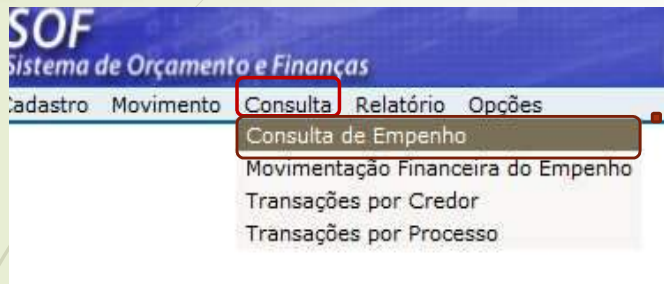 SOF
Sistema de Orçamento e Finanças
Cadastro Movimento Consulta Relatório Opções
Consulta de Empenho
Movimentação Financeira do Empenho
Transações por Credor
Transações por Processo